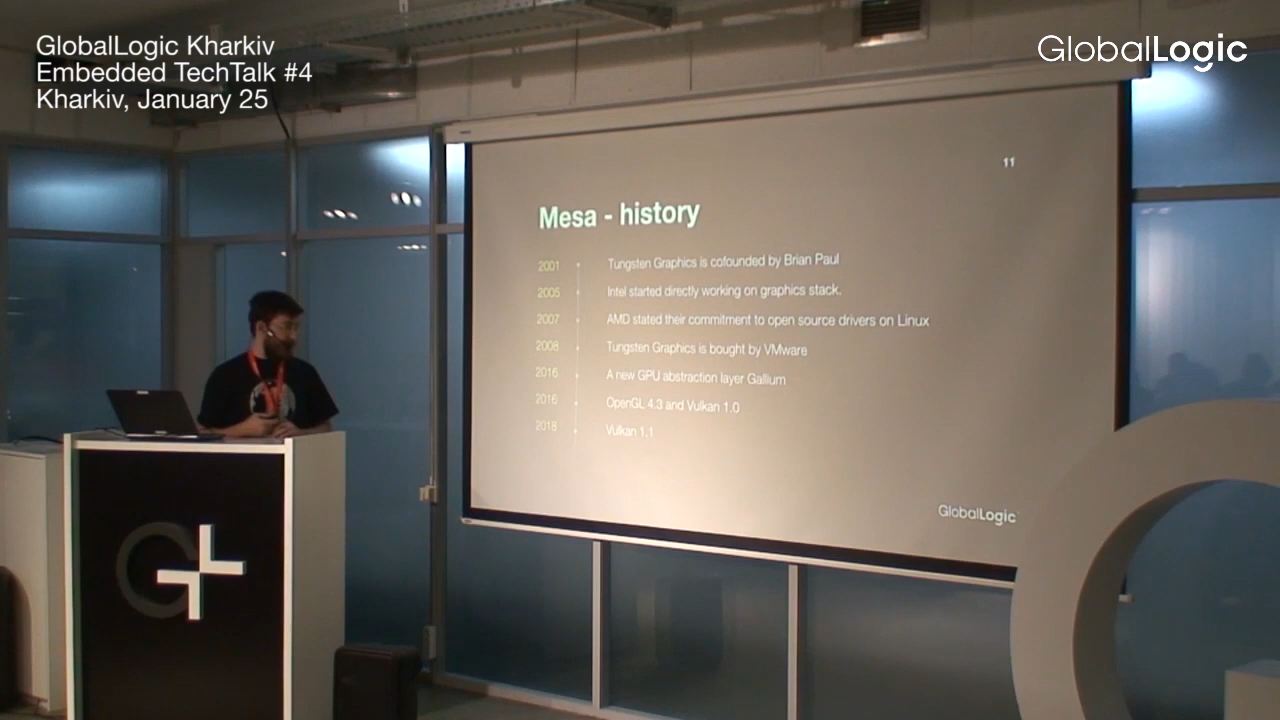 GlobalLogic Kharkiv
Embedded TechTalk #4
Kharkiv, January 25
GlobalLogic
11
Mesa - history
2001 Tungsten Graphics is cofounded by Brian Paul
2005 Intel started directly working on graphics stack.
2007 AMD stated their commitment to open source drivers on Linux
2008 Tungsten Graphics is bought by VMware
2016 A new GPU abstraction layer Gallium
2016 OpenGL 4.3 and Vulkan 1.0
2018 Vulkan 1.1
GlobalLogic